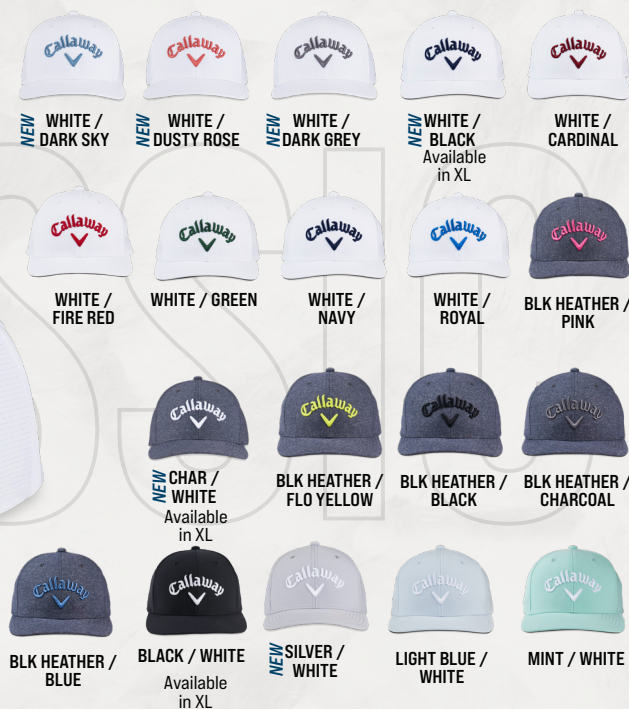 Callaway
Callaway
Callaway
Callaway
Callaway
NEW
WHITE /
DARK SKY
NEW
WHITE /
DUSTY ROSE
NEW
WHITE /
DARK GREY
NEW
WHITE /
BLACK
Available
in XL
WHITE /
CARDINAL
Callaway
Callaway
Callaway
Callaway
Callaway
WHITE /
FIRE RED
WHITE / GREEN
WHITE /
NAVY
WHITE /
ROYAL
BLK HEATHER /
PINK
Callaway
Callaway
Callaway
Callaway
NEW
CHAR /
WHITE
Available
in XL
BLK HEATHER /
FLO YELLOW
BLK HEATHER /
BLACK
BLK HEATHER /
CHARCOAL
Callaway
Callaway
Callaway
Callaway
Callaway
BLK HEATHER /
BLUE
BLACK / WHITE
Available
in XL
NEW
SILVER /
WHITE
LIGHT BLUE /
WHITE
MINT / WHITE